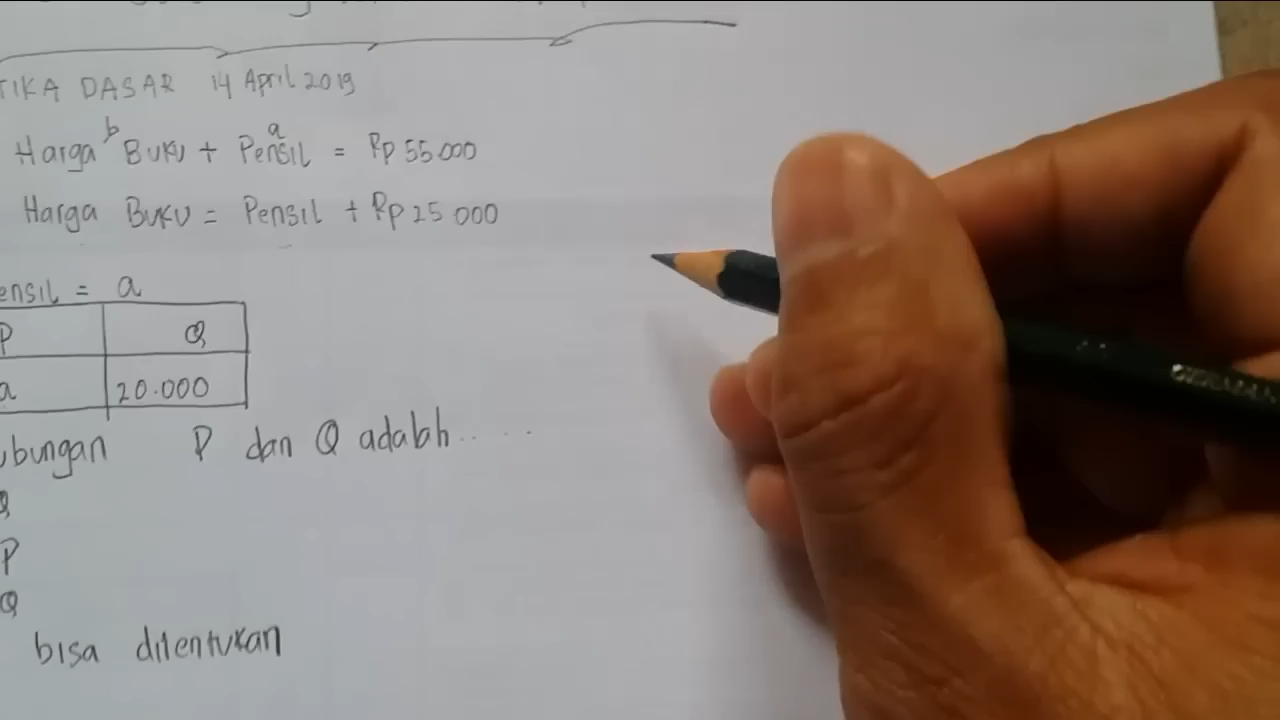 TIKA DASAR 14 April 2019
b a
Harga Buku + Pensil = Rp 55.000
Harga Buku = Pensil + Rp 25 000
ensil = a
P Q
a 20.000
ubungan P dan Q adalah.....
Q
P
Q
bisa ditentukan